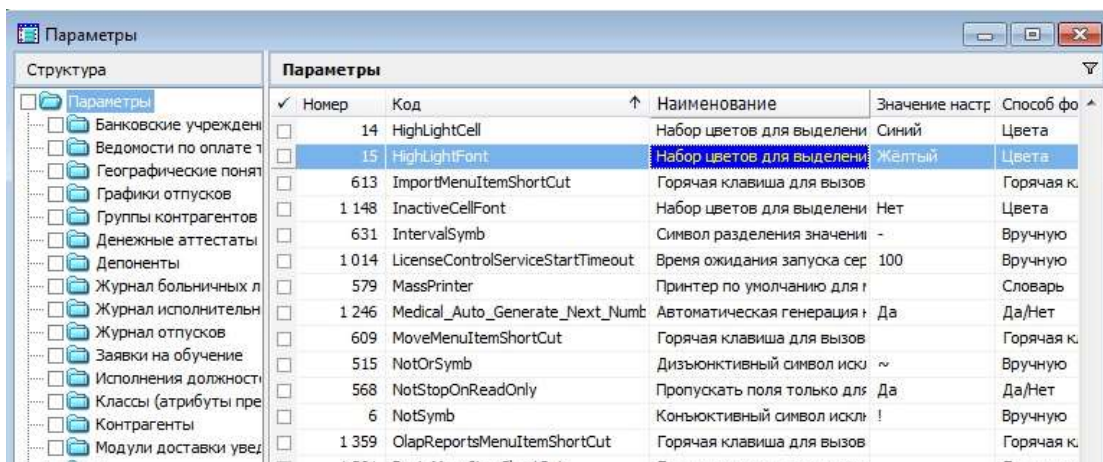 Параметры
Структура
Параметры
Банковские учрежден
Ведомости по оплате т
Географические понят
Графики отпусков
Группы контрагентов
Денежные аттестаты
Депоненты
Журнал больничных л
Журнал исполнительн
Журнал отпусков
Заявки на обучение
Исполнения должност
Классы (атрибуты пре
Контрагенты
Модули доставки увед
Параметры
✓ Номер Код ↑ Наименование Значение настр Способ фо
14 HighLightCell Набор цветов для выделени Синий Цвета
15 HighLightFont Набор цветов для выделени Жёлтый Цвета
613 ImportMenuItemShortCut Горячая клавиша для вызов Горячая к
1 148 InactiveCellFont Набор цветов для выделени Нет Цвета
631 IntervalSymb Символ разделения значени - Вручную
1 014 LicenseControlServiceStartTimeout Время ожидания запуска сер 100 Вручную
579 MassPrinter Принтер по умолчанию для Словарь
1 246 Medical_Auto_Generate_Next_Numb Автоматическая генерация Да Да/Нет
609 MoveMenuItemShortCut Горячая клавиша для вызов Горячая к
515 NotOrSymb Дизъюнктивный символ искл ~ Вручную
568 NotStopOnReadOnly Пропускать поля только для Да Да/Нет
6 NotSymb Конъюктивный символ искл ! Вручную
1 359 OlapReportsMenuItemShortCut Горячая клавиша для вызов Горячая к